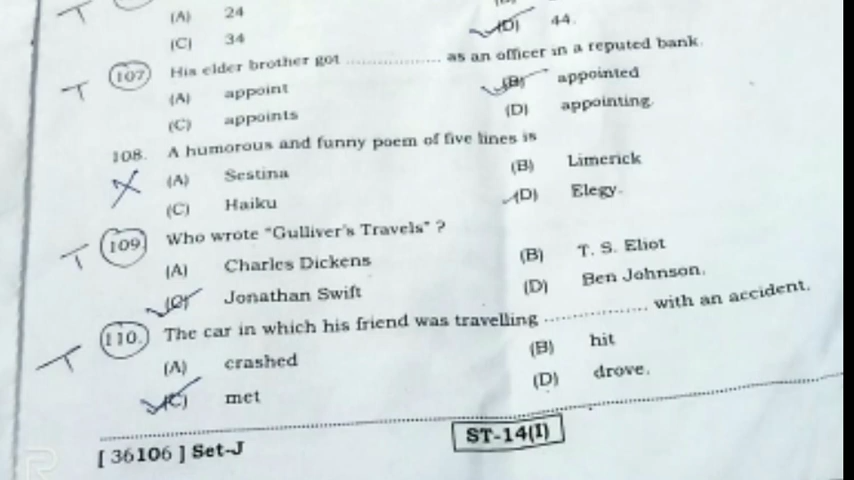 (A) 24
(D) 44.
(C) 34
107. His elder brother got .................. as an officer in a reputed bank.
(A) appoint (B) appointed
(C) appoints (D) appointing.
108. A humorous and funny poem of five lines is
(A) Sestina (B) Limerick
(C) Haiku (D) Elegy.
109. Who wrote "Gulliver's Travels" ?
(A) Charles Dickens (B) T. S. Eliot
(C) Jonathan Swift (D) Ben Johnson.
110. The car in which his friend was travelling .................. with an accident.
(A) crashed (B) hit
(C) met (D) drove.
[ 36106 ] Set-J ST-14(I)